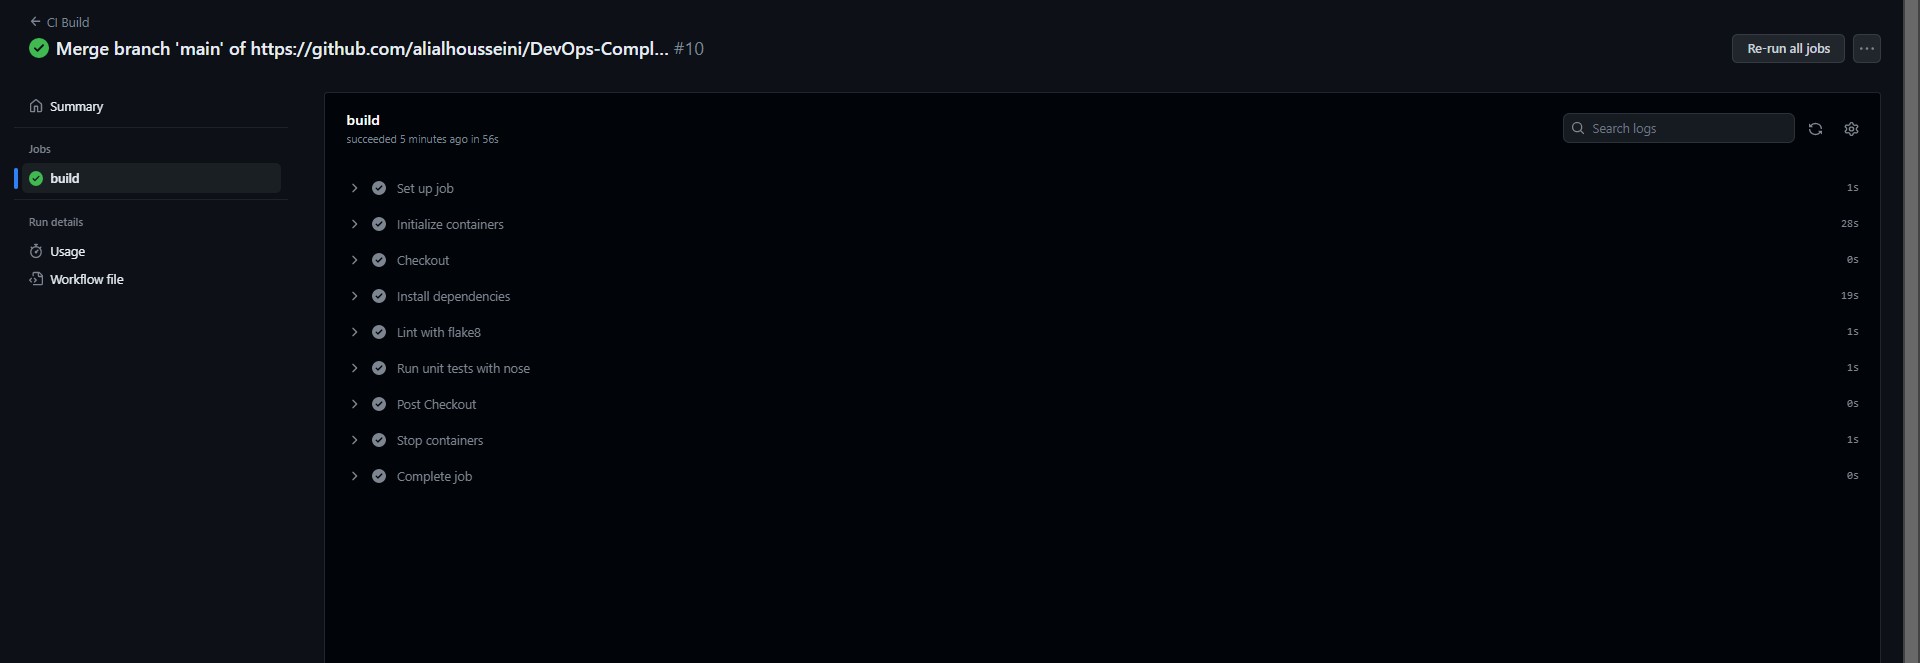 CI Build
Merge branch 'main' of https://github.com/alialhousseini/DevOps-Compl... #10
Re-run all jobs
Summary
Jobs
build
Run details
Usage
Workflow file
build
succeeded 5 minutes ago in 56s
Search logs
Set up job 1s
Initialize containers 28s
Checkout 0s
Install dependencies 19s
Lint with flake8 1s
Run unit tests with nose 1s
Post Checkout 0s
Stop containers 1s
Complete job 0s